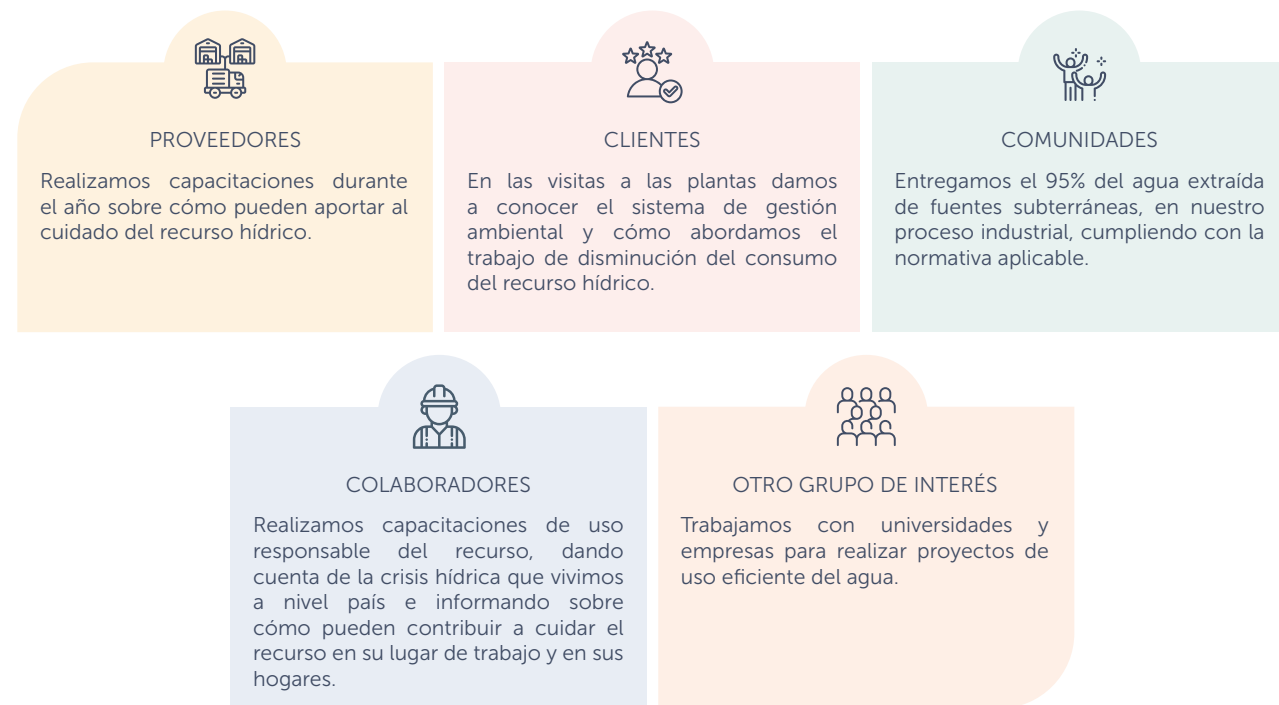 PROVEEDORES
Realizamos capacitaciones durante
el año sobre cómo pueden aportar al
cuidado del recurso hídrico.
CLIENTES
En las visitas a las plantas damos
a conocer el sistema de gestión
ambiental y cómo abordamos el
trabajo de disminución del consumo
del recurso hídrico.
COMUNIDADES
Entregamos el 95% del agua extraída
de fuentes subterráneas, en nuestro
proceso industrial, cumpliendo con la
normativa aplicable.
COLABORADORES
Realizamos capacitaciones de uso
responsable del recurso, dando
cuenta de la crisis hídrica que vivimos
a nivel país e informando sobre
cómo pueden contribuir a cuidar el
recurso en su lugar de trabajo y en sus
hogares.
OTRO GRUPO DE INTERÉS
Trabajamos con universidades y
empresas para realizar proyectos de
uso eficiente del agua.